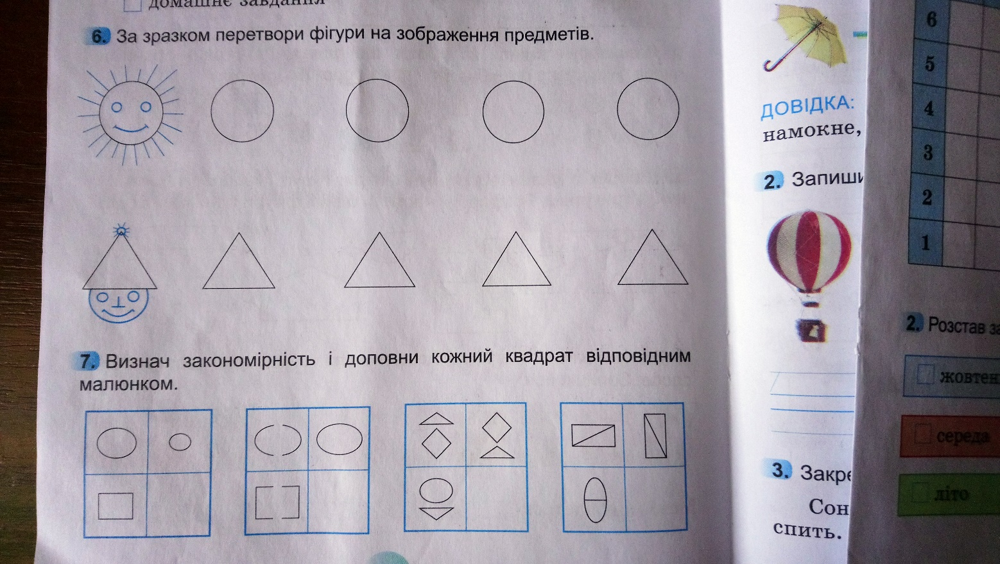 домашнє завдання
6. За зразком перетвори фігури на зображення предметів.
7. Визнач закономірність і доповни кожний квадрат відповідним
малюнком.
ДОВІДКА:
намокне,
2. Запиши
3. Закре
Сон
спить.
6
5
4
3
2
1
2. Розстав за
жовтен
середа
літо